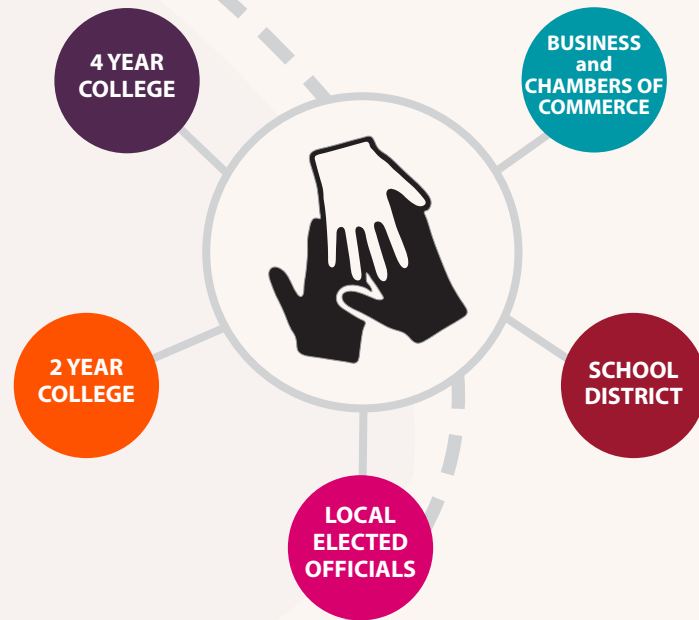 4 YEAR
COLLEGE
BUSINESS
and
CHAMBERS OF
COMMERCE
2 YEAR
COLLEGE
SCHOOL
DISTRICT
LOCAL
ELECTED
OFFICIALS